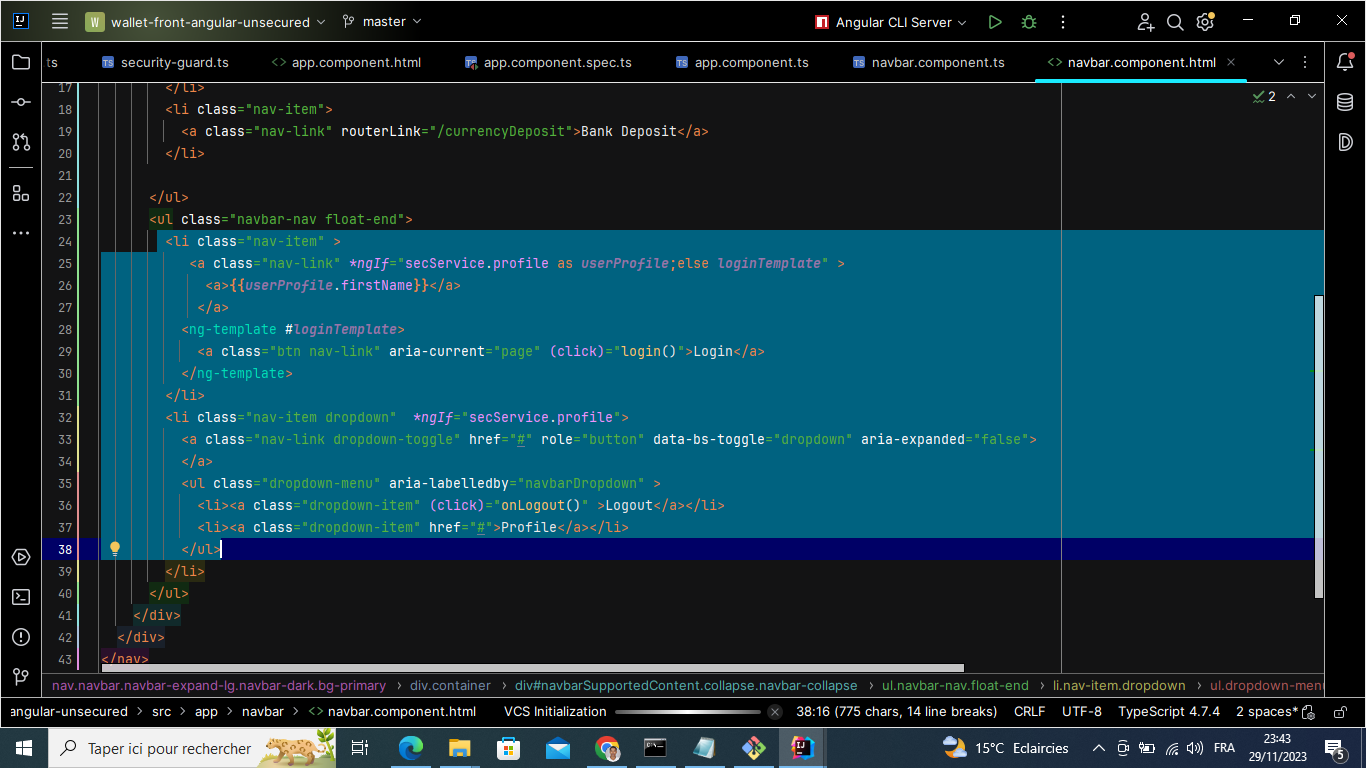 W wallet-front-angular-unsecured master Angular CLI Server
ts security-guard.ts app.component.html app.component.spec.ts app.component.ts navbar.component.ts navbar.component.html
17 </li>
2
18 <li class="nav-item">
19 <a class="nav-link" routerLink="/currencyDeposit">Bank Deposit</a>
20 </li>
21
22 </ul>
23 <ul class="navbar-nav float-end">
24 <li class="nav-item" >
25 <a class="nav-link" *ngIf="secService.profile as userProfile;else loginTemplate" >
26 <a>{{userProfile.firstName}}</a>
27 </a>
28 <ng-template #loginTemplate>
29 <a class="btn nav-link" aria-current="page" (click)="login()">Login</a>
30 </ng-template>
31 </li>
32 <li class="nav-item dropdown"  *ngIf="secService.profile">
33 <a class="nav-link dropdown-toggle" href="#" role="button" data-bs-toggle="dropdown" aria-expanded="false">
34 </a>
35 <ul class="dropdown-menu" aria-labelledby="navbarDropdown" >
36 <li><a class="dropdown-item" (click)="onLogout()" >Logout</a></li>
37 <li><a class="dropdown-item" href="#">Profile</a></li>
38 </ul>
39 </li>
40 </ul>
41 </div>
42 </div>
43 </nav>
nav.navbar.navbar-expand-lg.navbar-dark.bg-primary › div.container › div#navbarSupportedContent.collapse.navbar-collapse › ul.navbar-nav.float-end › li.nav-item.dropdown › ul.dropdown-menu
angular-unsecured › src › app › navbar › navbar.component.html VCS Initialization 38:16 (775 chars, 14 line breaks) CRLF UTF-8 TypeScript 4.7.4 2 spaces*
Taper ici pour rechercher 15°C Eclaircies FRA 23:43
29/11/2023 5